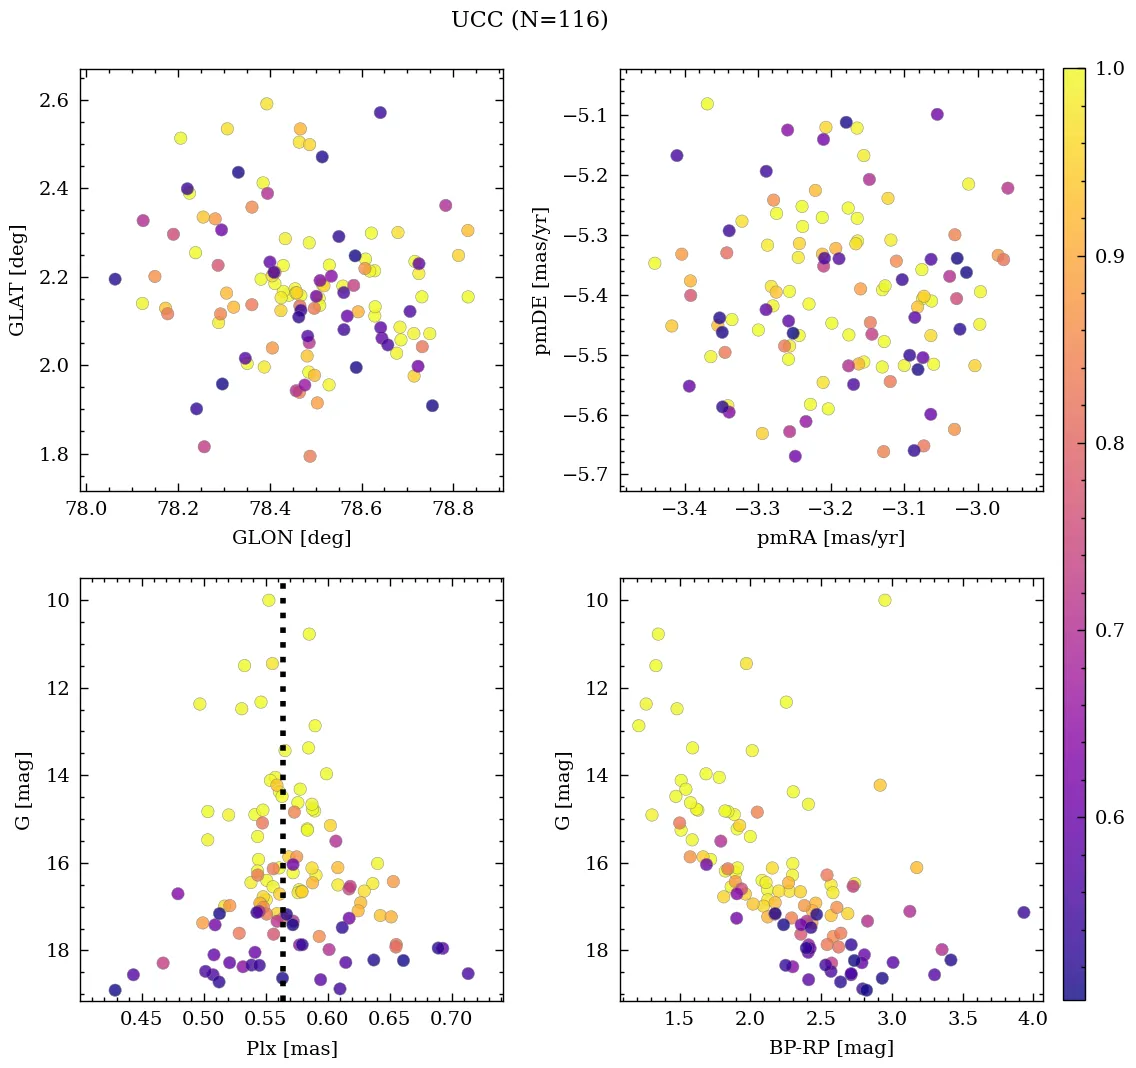 UCC (N=116)
2.6
2.4
2.2
2.0
1.8
GLAT [deg]
78.0 78.2 78.4 78.6 78.8
GLON [deg]
−5.1
−5.2
−5.3
−5.4
−5.5
−5.6
−5.7
pmDE [mas/yr]
−3.4 −3.3 −3.2 −3.1 −3.0
pmRA [mas/yr]
1.0
0.9
0.8
0.7
0.6
10
12
14
16
18
G [mag]
0.45 0.50 0.55 0.60 0.65 0.70
Plx [mas]
10
12
14
16
18
G [mag]
1.5 2.0 2.5 3.0 3.5 4.0
BP-RP [mag]